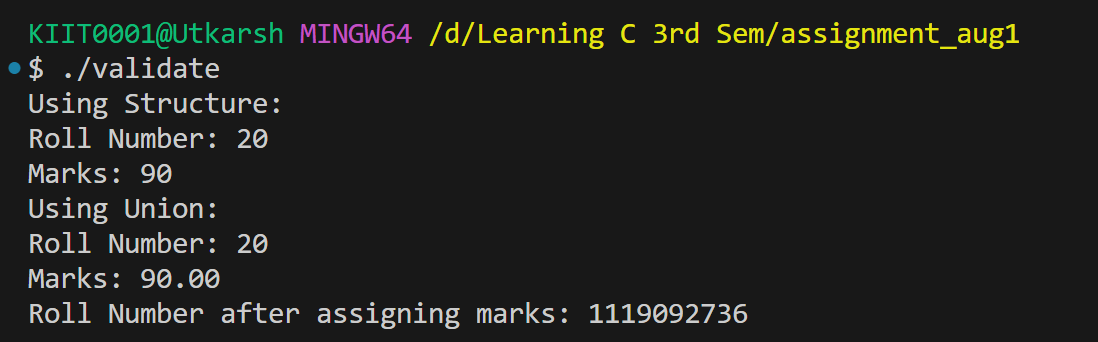 KIIT0001@Utkarsh MINGW64 /d/Learning C 3rd Sem/assignment_aug1
$ ./validate
Using Structure:
Roll Number: 20
Marks: 90
Using Union:
Roll Number: 20
Marks: 90.00
Roll Number after assigning marks: 1119092736